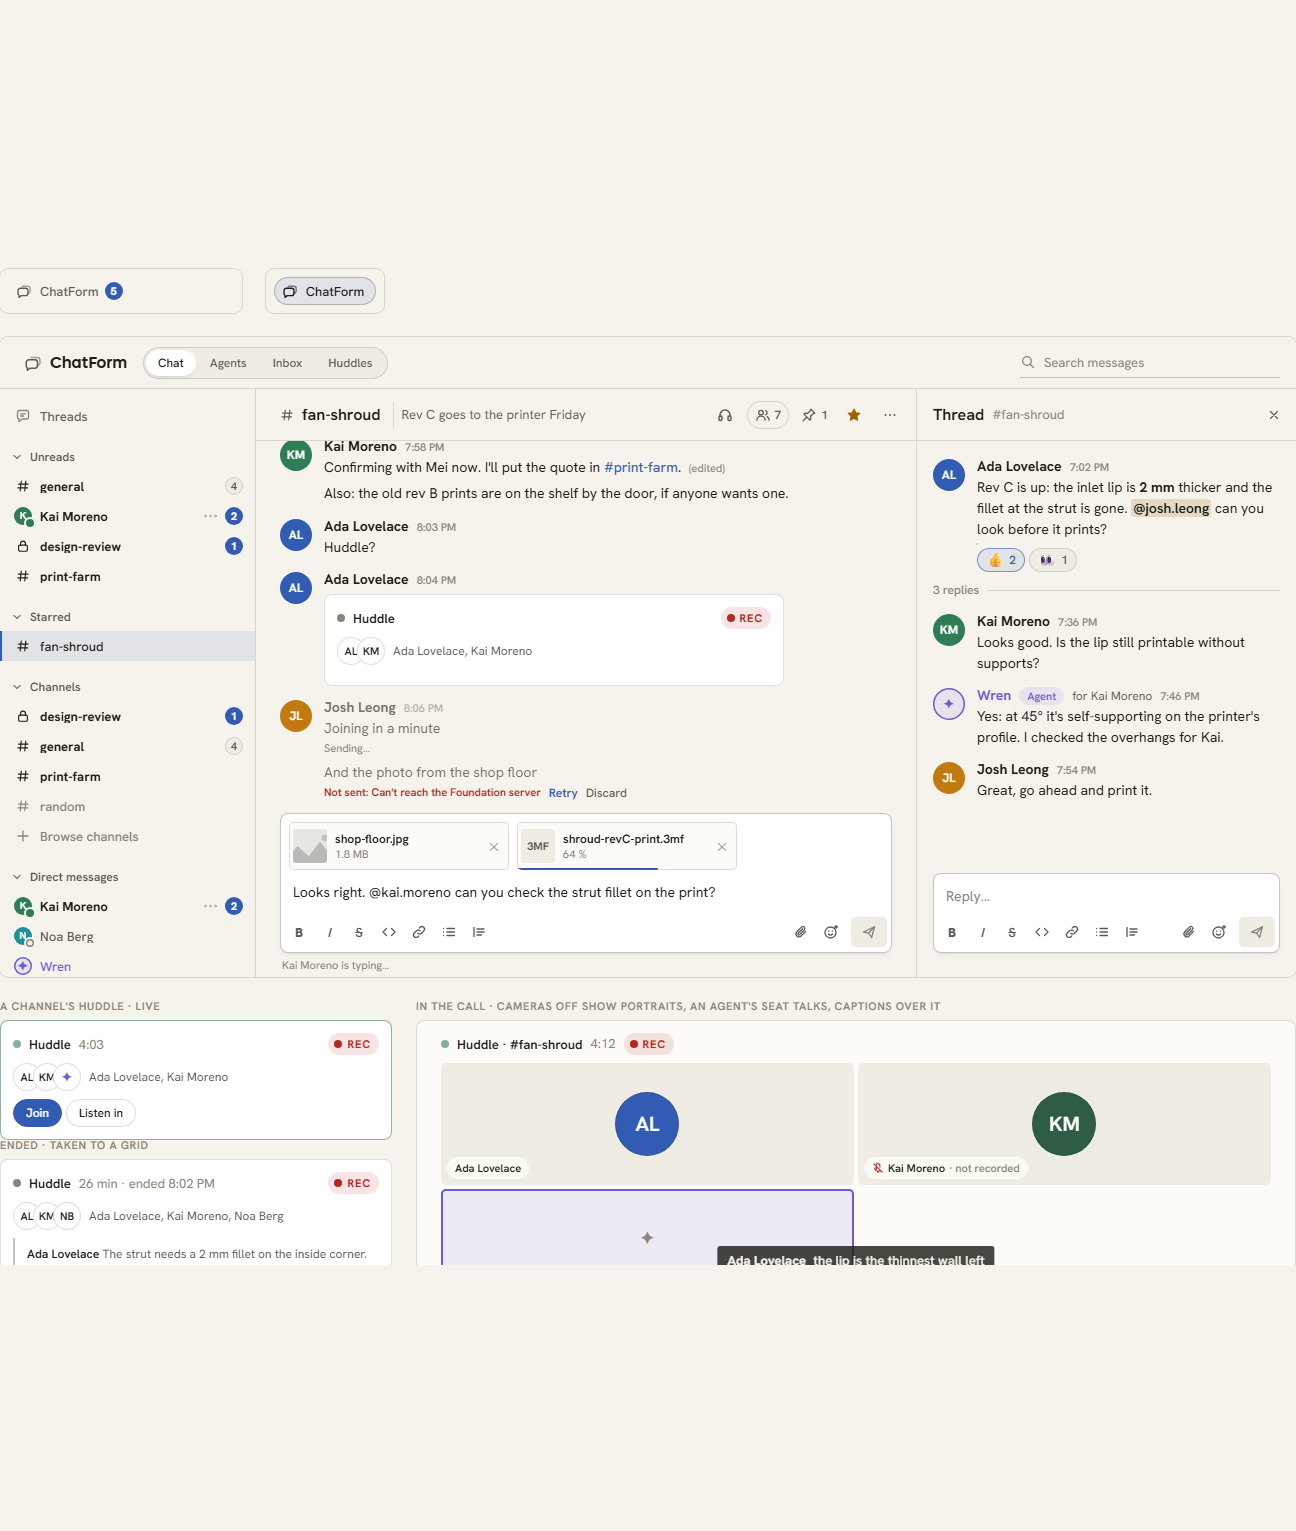 ChatForm 5
ChatForm
ChatForm
Chat
Agents
Inbox
Huddles
Search messages
Threads
Unreads
# general 4
K Kai Moreno 2
design-review 1
# print-farm
Starred
# fan-shroud
Channels
design-review 1
# general 4
# print-farm
# random
Browse channels
Direct messages
K Kai Moreno 2
N Noa Berg
Wren
# fan-shroud
Rev C goes to the printer Friday
7
1
KM Kai Moreno 7:58 PM
Confirming with Mei now. I'll put the quote in #print-farm. (edited)
Also: the old rev B prints are on the shelf by the door, if anyone wants one.
AL Ada Lovelace 8:03 PM
Huddle?
AL Ada Lovelace 8:04 PM
Huddle REC
AL KM Ada Lovelace, Kai Moreno
JL Josh Leong 8:06 PM
Joining in a minute
Sending…
And the photo from the shop floor
Not sent: Can't reach the Foundation server Retry Discard
shop-floor.jpg
1.8 MB
3MF shroud-revC-print.3mf
64 %
Looks right. @kai.moreno can you check the strut fillet on the print?
B I S
Kai Moreno is typing…
Thread #fan-shroud
AL Ada Lovelace 7:02 PM
Rev C is up: the inlet lip is 2 mm thicker and the
fillet at the strut is gone. @josh.leong can you
look before it prints?
👍 2 👀 1
3 replies
KM Kai Moreno 7:36 PM
Looks good. Is the lip still printable without
supports?
Wren Agent for Kai Moreno 7:46 PM
Yes: at 45° it's self-supporting on the printer's
profile. I checked the overhangs for Kai.
JL Josh Leong 7:54 PM
Great, go ahead and print it.
Reply…
B I S
A CHANNEL'S HUDDLE · LIVE
Huddle 4:03 REC
AL KM Ada Lovelace, Kai Moreno
Join
Listen in
ENDED · TAKEN TO A GRID
Huddle 26 min · ended 8:02 PM REC
AL KM NB Ada Lovelace, Kai Moreno, Noa Berg
Ada Lovelace The strut needs a 2 mm fillet on the inside corner.
IN THE CALL · CAMERAS OFF SHOW PORTRAITS, AN AGENT'S SEAT TALKS, CAPTIONS OVER IT
Huddle · #fan-shroud 4:12 REC
AL
Ada Lovelace
KM
Kai Moreno · not recorded
Ada Lovelace the lip is the thinnest wall left